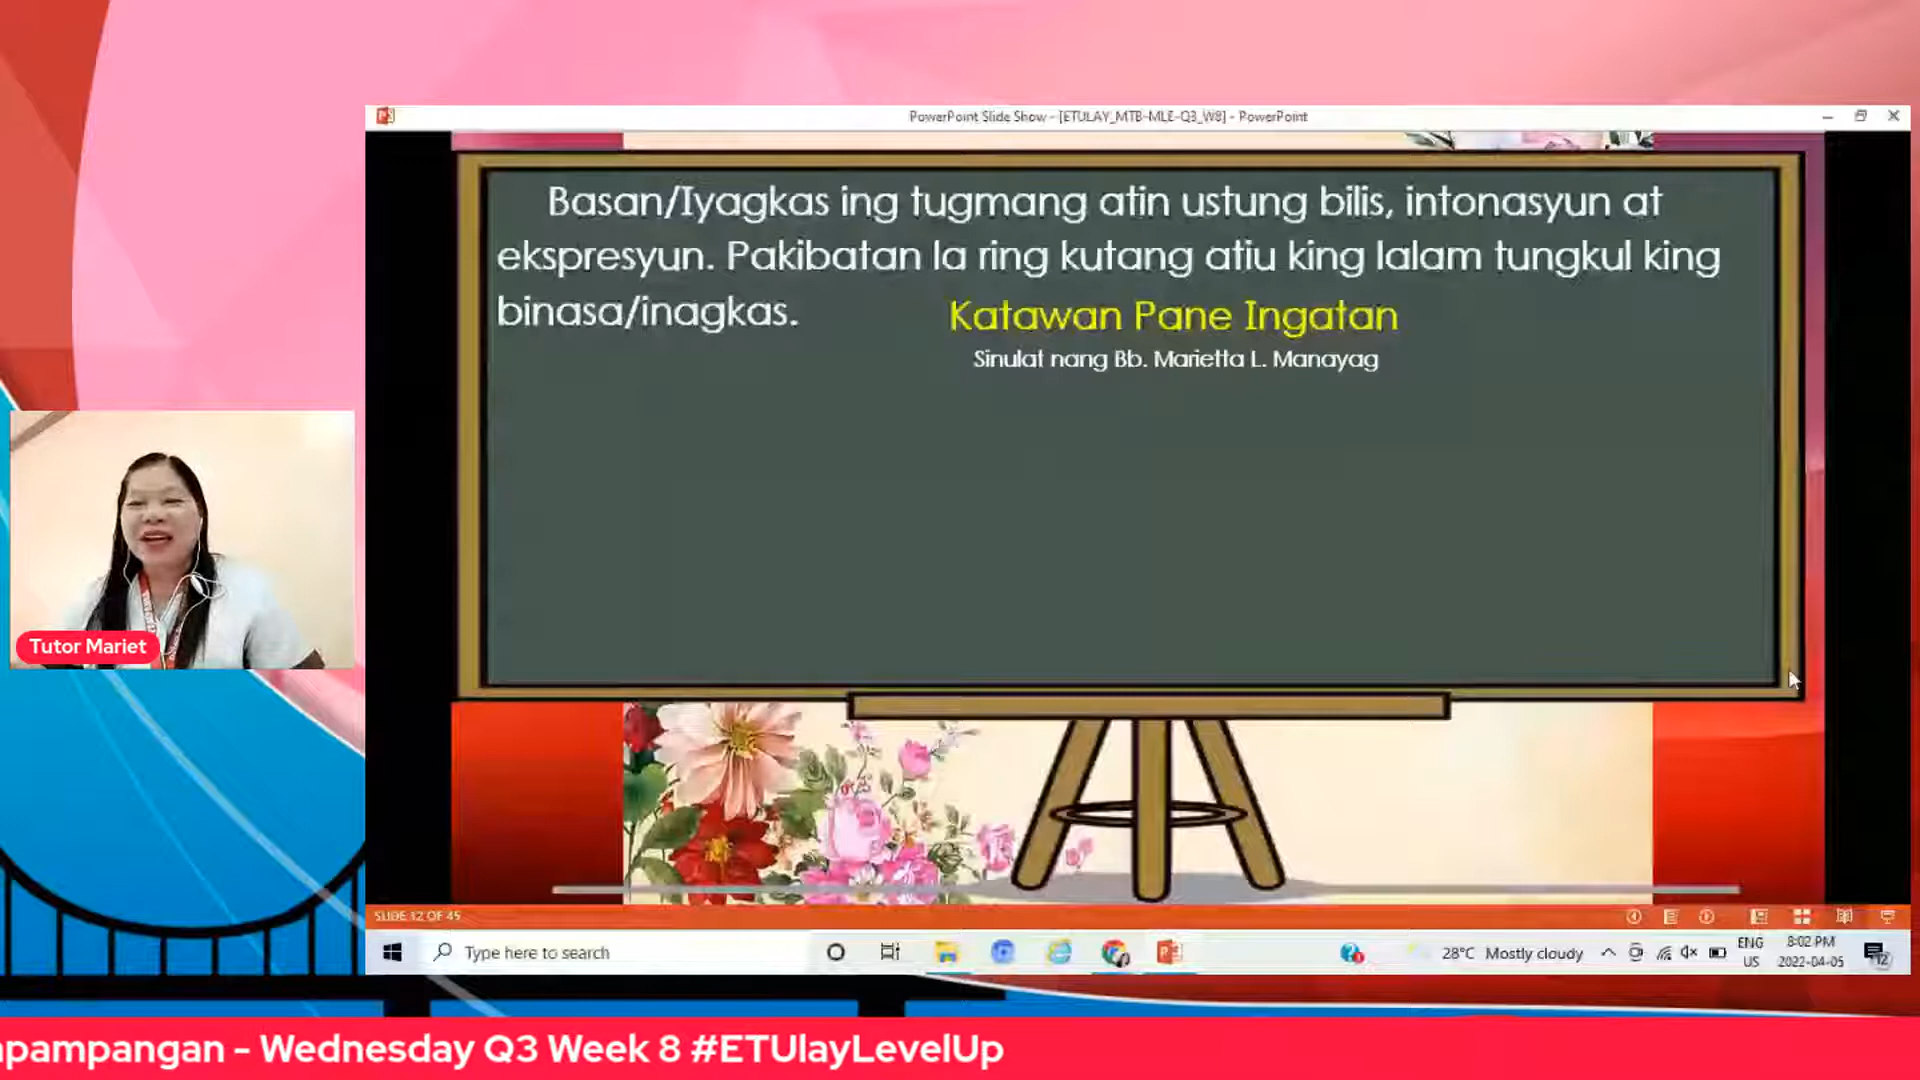 PowerPoint Slide Show - [ETULAY_MTB-MLE-Q3_W8] - PowerPoint
Basan/Iyagkas ing tugmang atin ustung bilis, intonasyun at
ekspresyun. Pakibatan la ring kutang atiu king lalam tungkul king
binasa/inagkas.
Katawan Pane Ingatan
Sinulat nang Bb. Marietta L. Manayag
Tutor Mariet
SLIDE 12 OF 45
Type here to search
28°C Mostly cloudy
ENG
US
8:02 PM
2022-04-05
12
apampangan - Wednesday Q3 Week 8 #ETUlayLevelUp